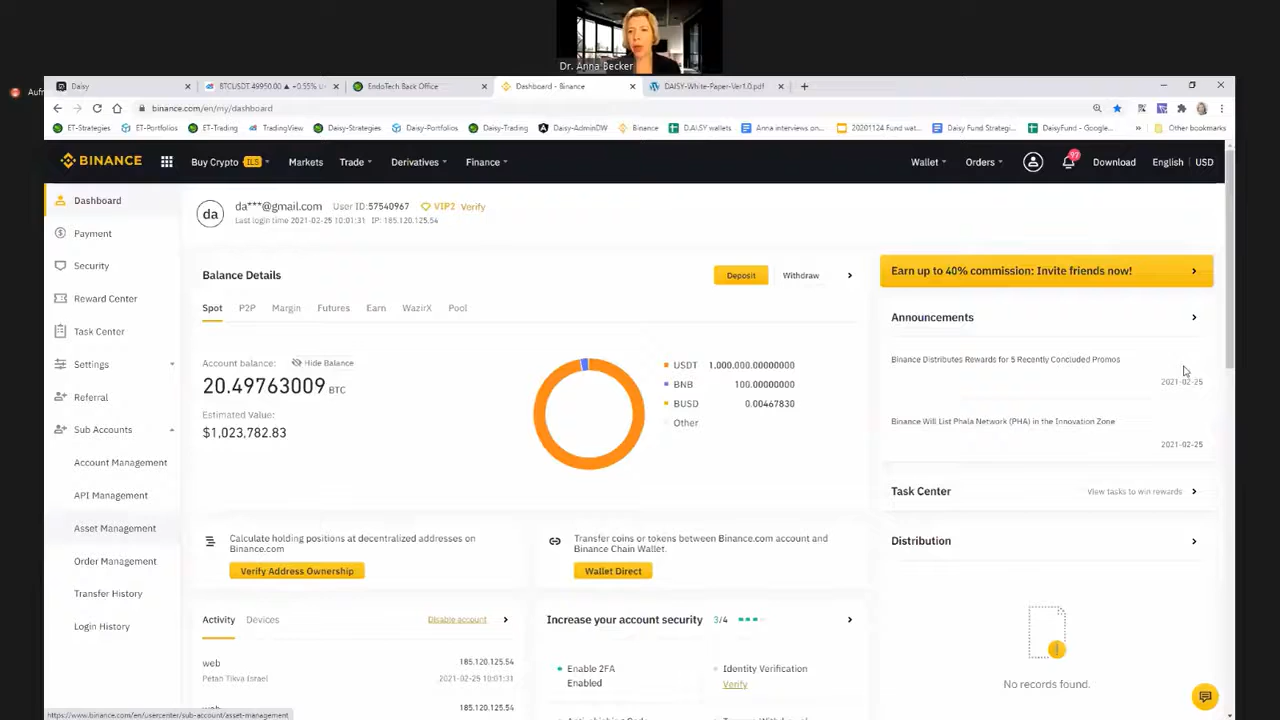 Dr. Anna Becker
Aufr
Daisy
BTCUSDT 49950.00 ▲ +0.55%
EndoTech Back Office
Dashboard - Binance
DAISY-White-Paper-Ver1.0.pdf
binance.com/en/my/dashboard
ET-Strategies
ET-Portfolios
ET-Trading
TradingView
Daisy-Strategies
Daisy-Portfolios
Daisy-Trading
Daisy-AdminDW
Binance
D.AI.SY wallets
Anna interviews on...
20201124 Fund wat...
Daisy Fund Strategi...
DaisyFund - Google...
»
Other bookmarks
BINANCE
Buy Crypto ILS
Markets
Trade
Derivatives
Finance
Wallet
Orders
97
Download
English | USD
Dashboard
Payment
Security
Reward Center
Task Center
Settings
Referral
Sub Accounts
Account Management
API Management
Asset Management
Order Management
Transfer History
Login History
da
da***@gmail.com User ID:57540967 VIP2 Verify
Last login time 2021-02-25 10:01:31 IP: 185.120.125.54
Balance Details
Deposit
Withdraw
Spot P2P Margin Futures Earn WazirX Pool
Account balance: Hide Balance
20.49763009 BTC
Estimated Value:
$1,023,782.83
USDT 1,000,000.00000000
BNB 100.00000000
BUSD 0.00467830
Other
Calculate holding positions at decentralized addresses on
Binance.com
Verify Address Ownership
Transfer coins or tokens between Binance.com account and
Binance Chain Wallet.
Wallet Direct
Activity Devices Disable account
web 185.120.125.54
Petah Tikva Israel 2021-02-25 10:01:31
web 185.120.125.54
Increase your account security 3/4
Enable 2FA
Enabled
Identity Verification
Verify
Earn up to 40% commission: Invite friends now!
Announcements
Binance Distributes Rewards for 5 Recently Concluded Promos
2021-02-25
Binance Will List Phala Network (PHA) in the Innovation Zone
2021-02-25
Task Center View tasks to win rewards
Distribution
No records found.
https://www.binance.com/en/usercenter/sub-account/asset-management